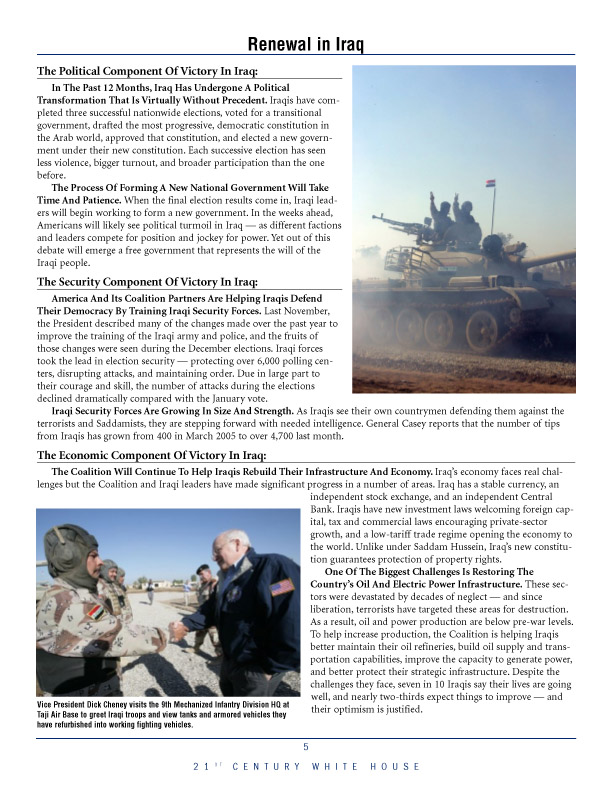 Renewal in Iraq
The Political Component Of Victory In Iraq:
In The Past 12 Months, Iraq Has Undergone A Political
Transformation That Is Virtually Without Precedent. Iraqis have com-
pleted three successful nationwide elections, voted for a transitional
government, drafted the most progressive, democratic constitution in
the Arab world, approved that constitution, and elected a new govern-
ment under their new constitution. Each successive election has seen
less violence, bigger turnout, and broader participation than the one
before.
The Process Of Forming A New National Government Will Take
Time And Patience. When the final election results come in, Iraqi lead-
ers will begin working to form a new government. In the weeks ahead,
Americans will likely see political turmoil in Iraq — as different factions
and leaders compete for position and jockey for power. Yet out of this
debate will emerge a free government that represents the will of the
Iraqi people.
The Security Component Of Victory In Iraq:
America And Its Coalition Partners Are Helping Iraqis Defend
Their Democracy By Training Iraqi Security Forces. Last November,
the President described many of the changes made over the past year to
improve the training of the Iraqi army and police, and the fruits of
those changes were seen during the December elections. Iraqi forces
took the lead in election security — protecting over 6,000 polling cen-
ters, disrupting attacks, and maintaining order. Due in large part to
their courage and skill, the number of attacks during the elections
declined dramatically compared with the January vote.
Iraqi Security Forces Are Growing In Size And Strength. As Iraqis see their own countrymen defending them against the
terrorists and Saddamists, they are stepping forward with needed intelligence. General Casey reports that the number of tips
from Iraqis has grown from 400 in March 2005 to over 4,700 last month.
The Economic Component Of Victory In Iraq:
The Coalition Will Continue To Help Iraqis Rebuild Their Infrastructure And Economy. Iraq's economy faces real chal-
lenges but the Coalition and Iraqi leaders have made significant progress in a number of areas. Iraq has a stable currency, an
independent stock exchange, and an independent Central
Bank. Iraqis have new investment laws welcoming foreign cap-
ital, tax and commercial laws encouraging private-sector
growth, and a low-tariff trade regime opening the economy to
the world. Unlike under Saddam Hussein, Iraq's new constitu-
tion guarantees protection of property rights.
One Of The Biggest Challenges Is Restoring The
Country's Oil And Electric Power Infrastructure. These sec-
tors were devastated by decades of neglect — and since
liberation, terrorists have targeted these areas for destruction.
As a result, oil and power production are below pre-war levels.
To help increase production, the Coalition is helping Iraqis
better maintain their oil refineries, build oil supply and trans-
portation capabilities, improve the capacity to generate power,
and better protect their strategic infrastructure. Despite the
challenges they face, seven in 10 Iraqis say their lives are going
well, and nearly two-thirds expect things to improve — and
their optimism is justified.
Vice President Dick Cheney visits the 9th Mechanized Infantry Division HQ at
Taji Air Base to greet Iraqi troops and view tanks and armored vehicles they
have refurbished into working fighting vehicles.
5
21ST CENTURY WHITE HOUSE